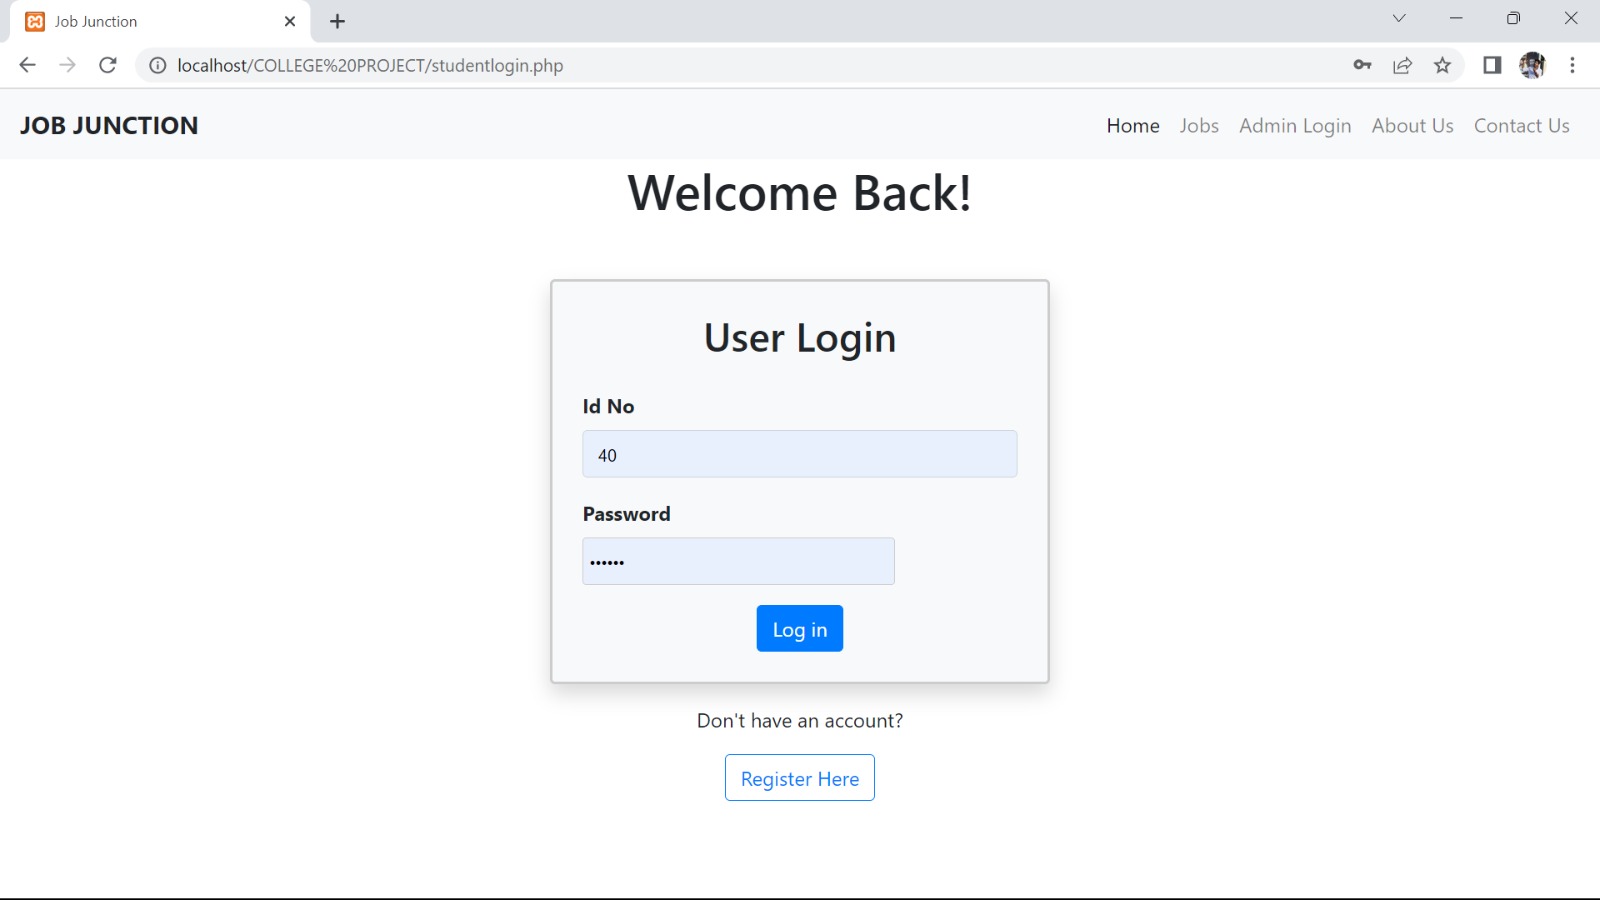 Job Junction
localhost/COLLEGE%20PROJECT/studentlogin.php
JOB JUNCTION
Home Jobs Admin Login About Us Contact Us
Welcome Back!
User Login
Id No
40
Password
••••••
Log in
Don't have an account?
Register Here